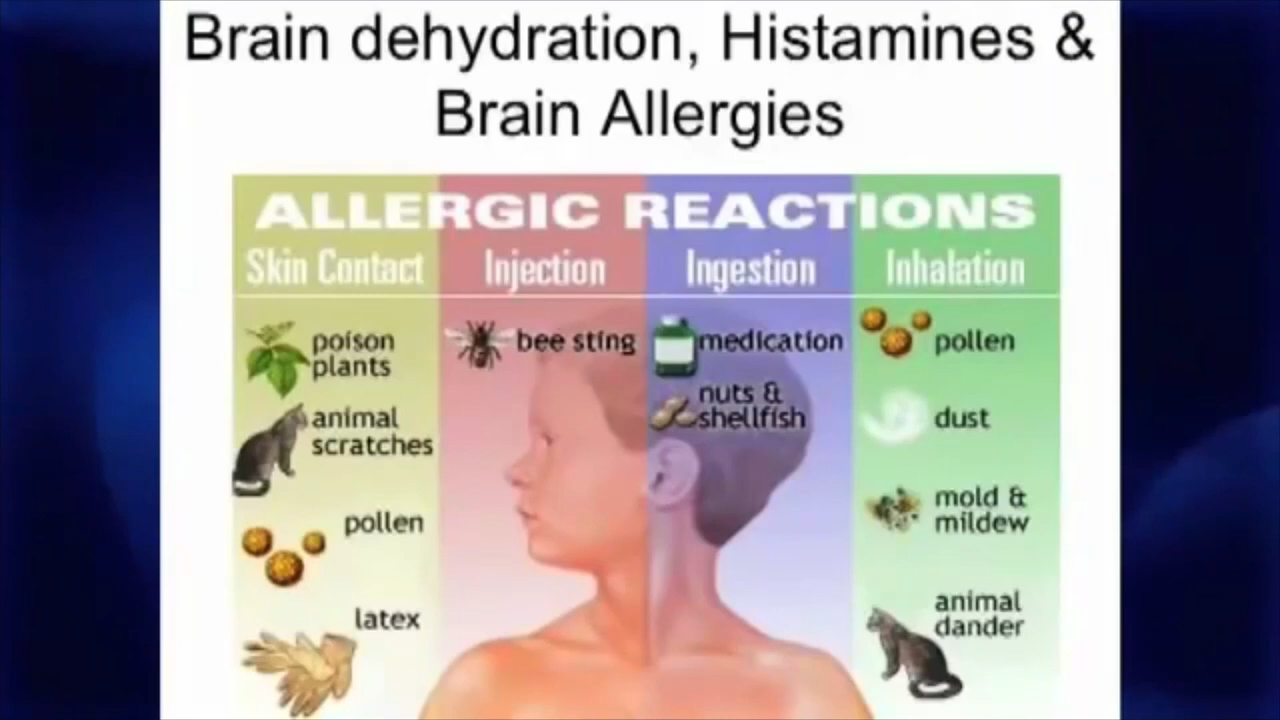 Brain dehydration, Histamines &
Brain Allergies
ALLERGIC REACTIONS
Skin Contact
poison
plants
animal
scratches
pollen
latex
Injection
bee sting
Ingestion
medication
nuts &
shellfish
Inhalation
pollen
dust
mold &
mildew
animal
dander